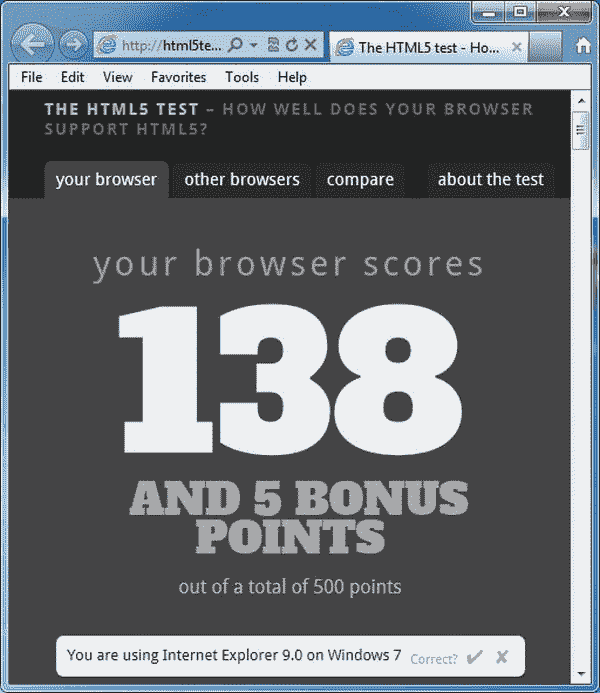 http://html5te...
The HTML5 test - Ho...
File Edit View Favorites Tools Help
THE HTML5 TEST – HOW WELL DOES YOUR BROWSER
SUPPORT HTML5?
your browser other browsers compare about the test
your browser scores
138
AND 5 BONUS
POINTS
out of a total of 500 points
You are using Internet Explorer 9.0 on Windows 7 Correct? ✔ ✘